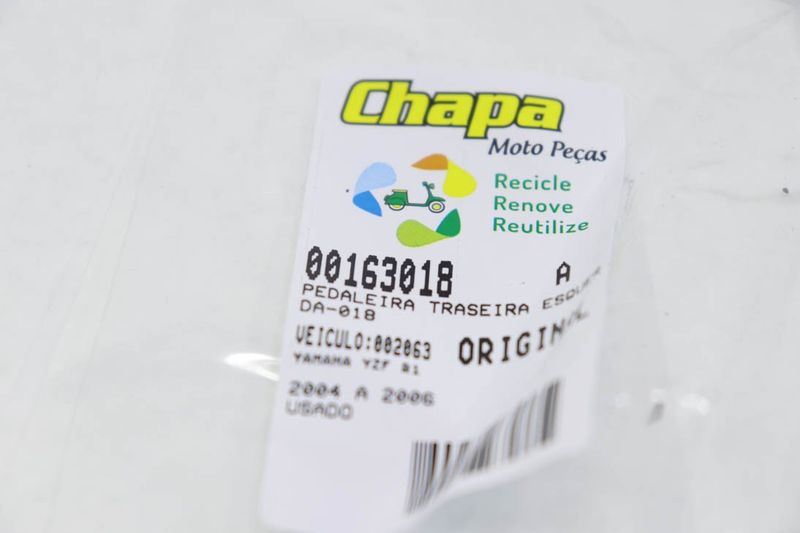 Chapa
Moto Peças
Recicle
Renove
Reutilize
00163018 A
PEDALEIRA TRASEIRA
DA-018
VEICULO:002063 ORIGINAL
YAMAHA YZF R1
2004 A 2006
USADO